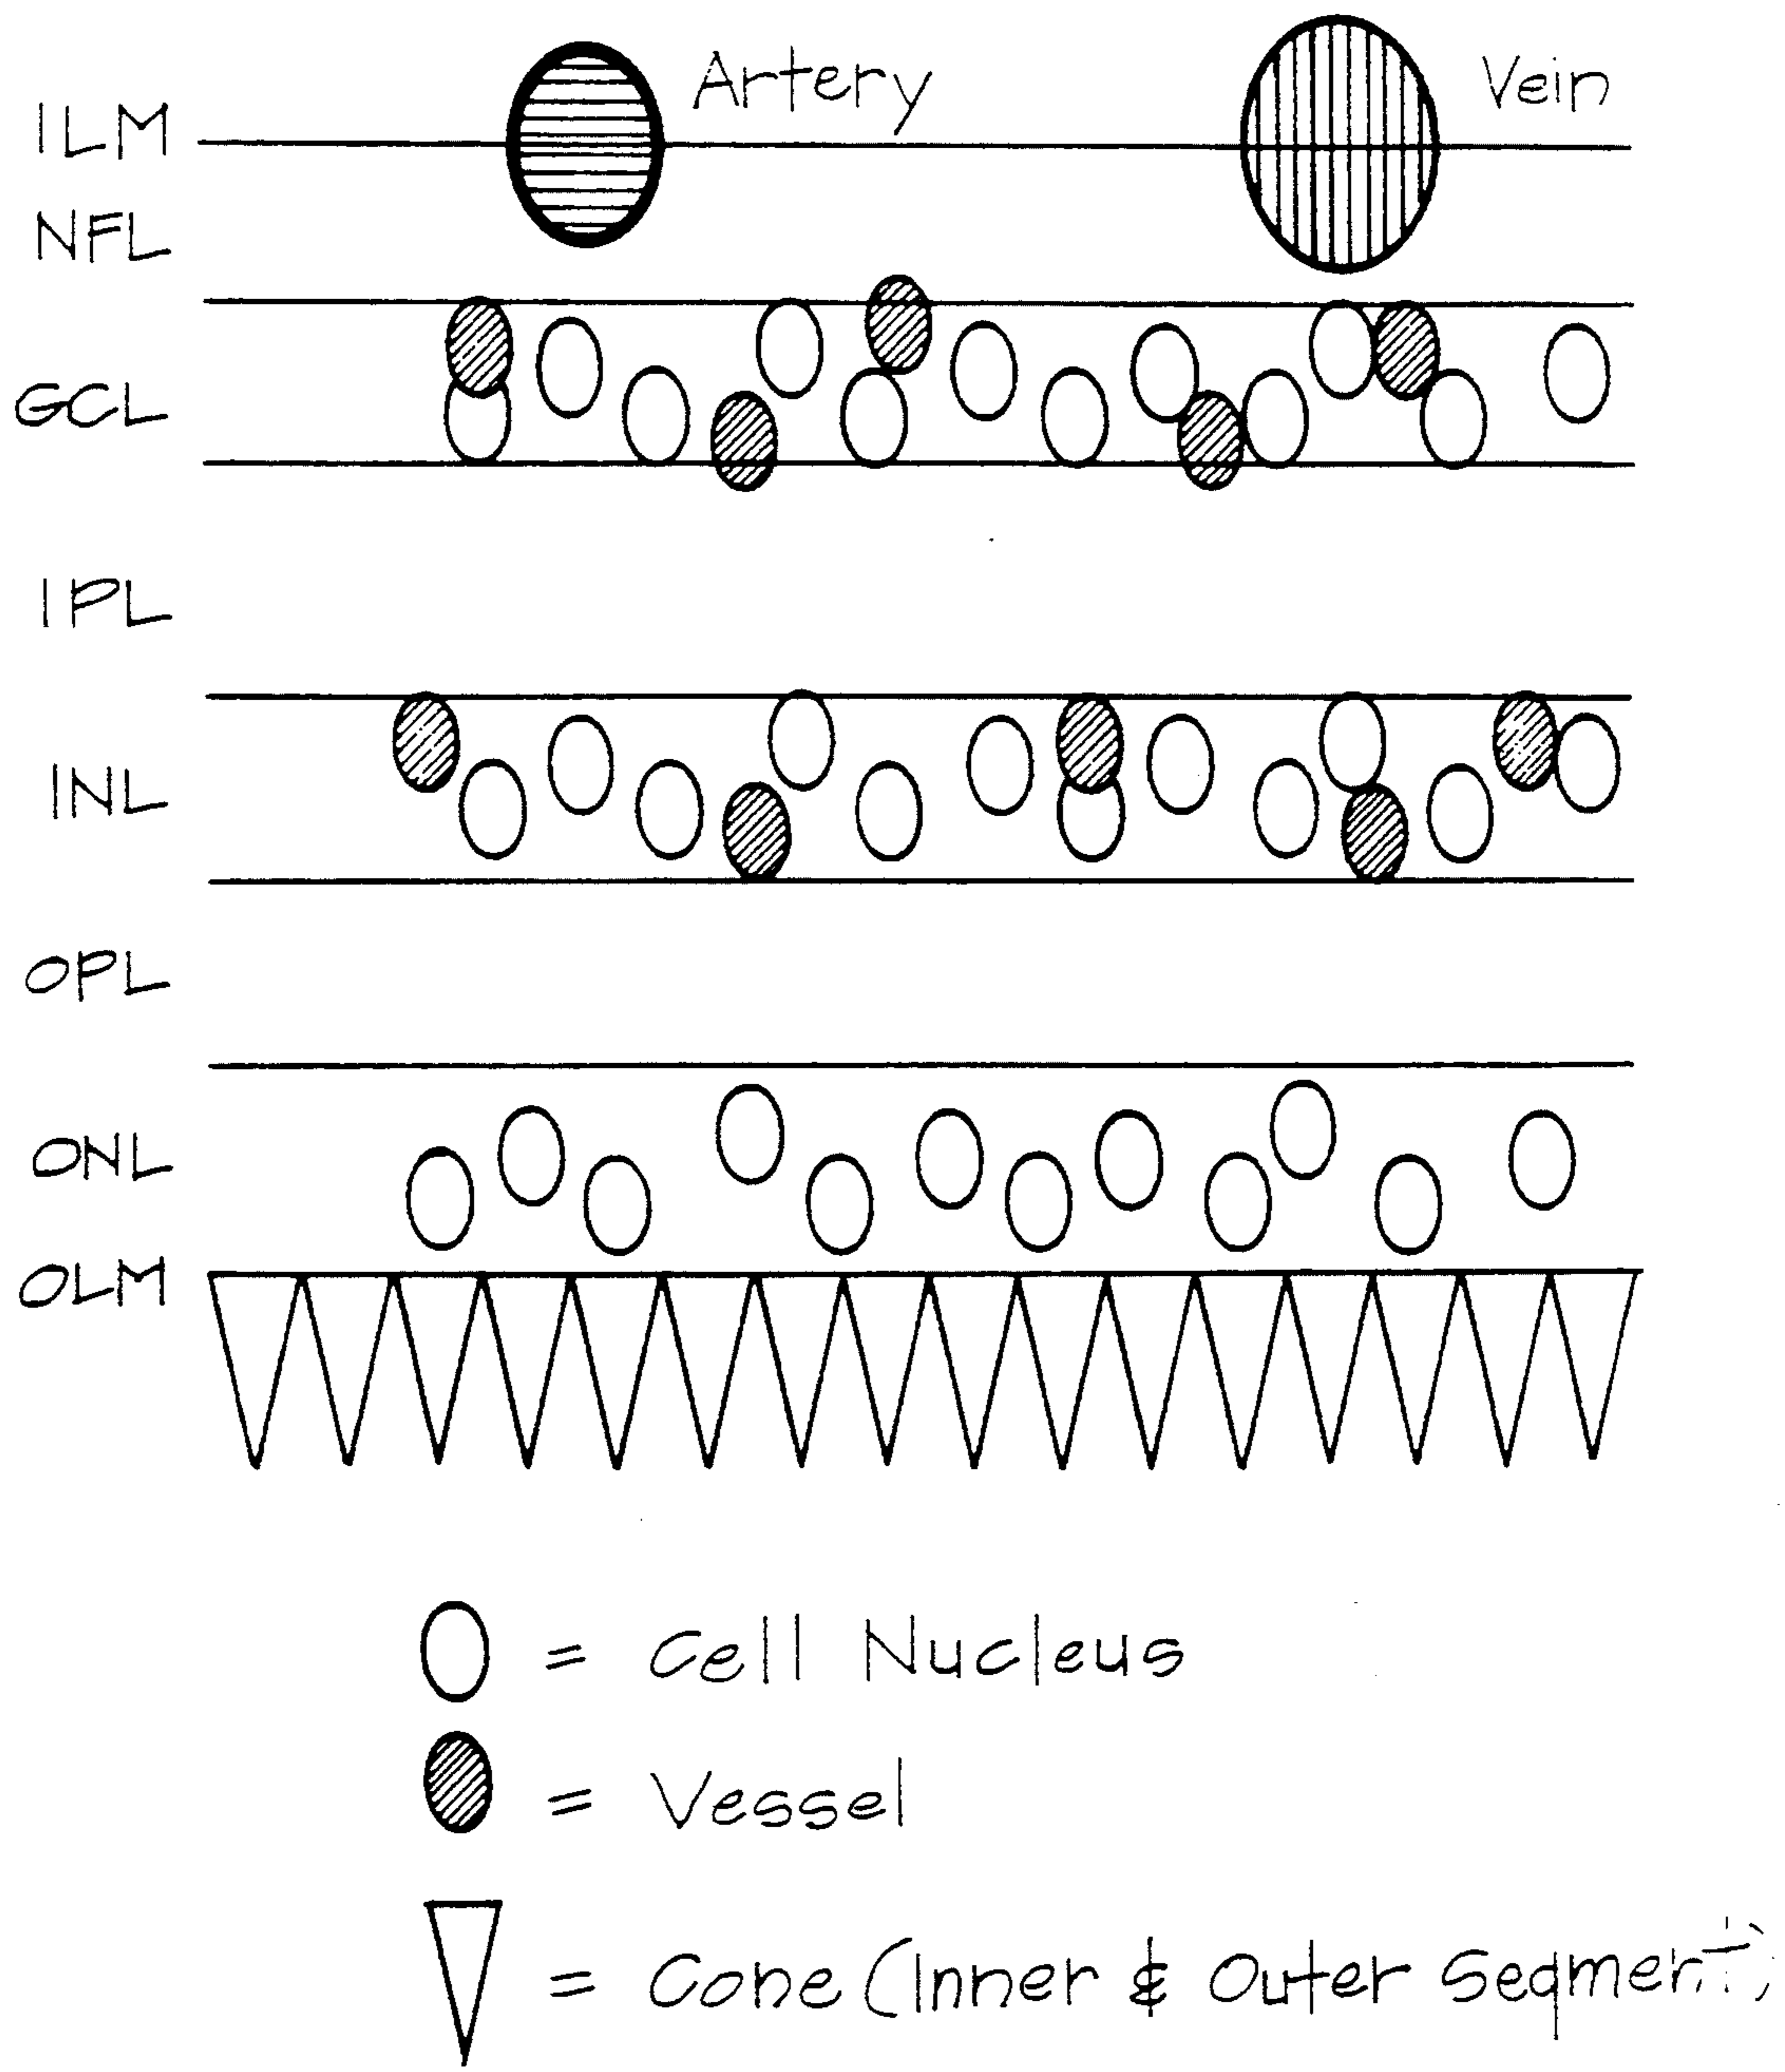 Artery Vein
ILM
NFL
GCL
IPL
INL
OPL
ONL
OLM
= Cell Nucleus
= Vessel
= Cone (Inner & Outer Segment)